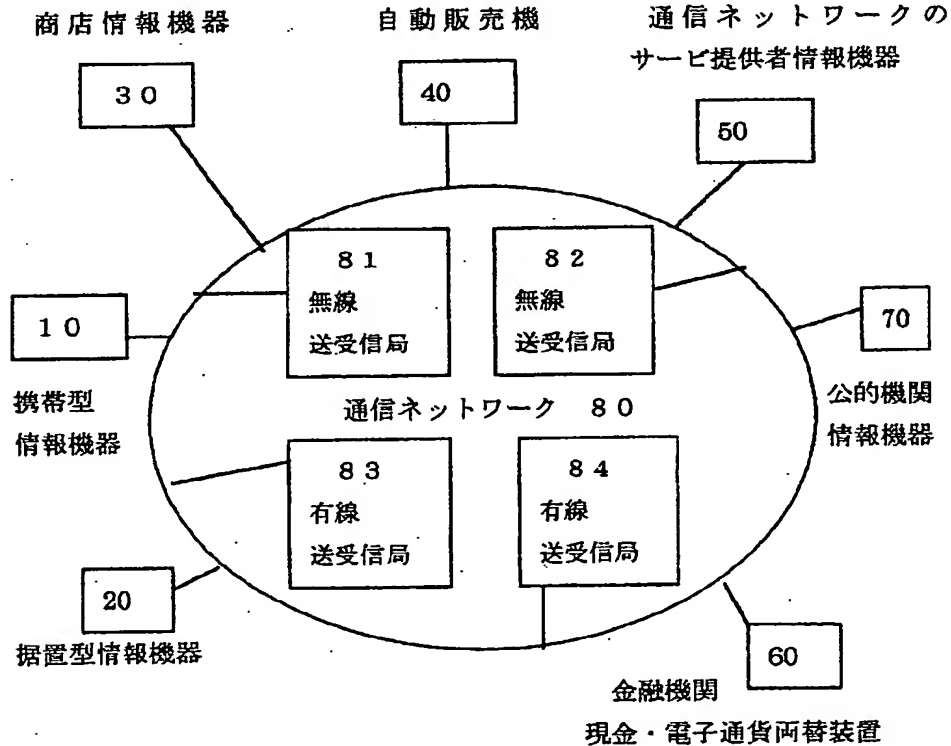 商店情報機器
自動販売機
通信ネットワークの
サービ提供者情報機器
30
40
50
81
無線
送受信局
82
無線
送受信局
10
携帯型
情報機器
70
公的機関
情報機器
通信ネットワーク 80
83
有線
送受信局
84
有線
送受信局
20
据置型情報機器
60
金融機関
現金・電子通貨両替装置